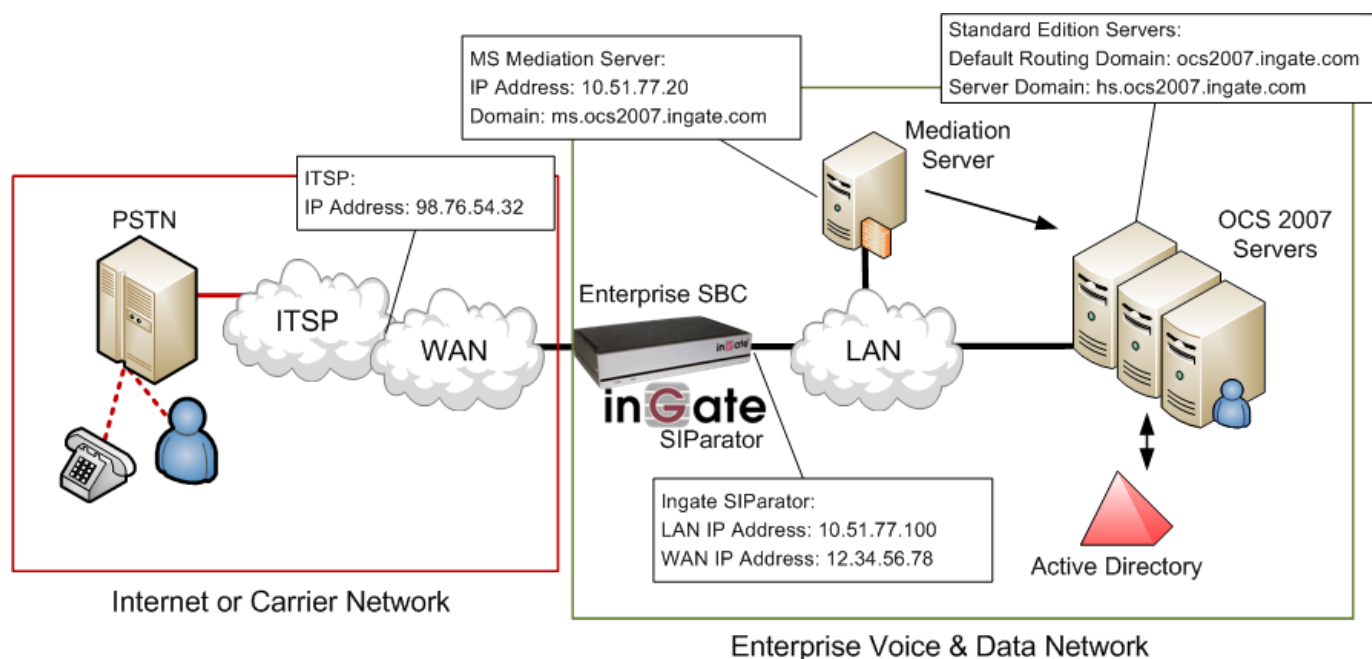 MS Mediation Server:
IP Address: 10.51.77.20
Domain: ms.ocs2007.ingate.com
Standard Edition Servers:
Default Routing Domain: ocs2007.ingate.com
Server Domain: hs.ocs2007.ingate.com
Mediation
Server
ITSP:
IP Address: 98.76.54.32
PSTN
OCS 2007
Servers
ITSP
WAN
Enterprise SBC
inGate
LAN
inGate
SIParator
Ingate SIParator:
LAN IP Address: 10.51.77.100
WAN IP Address: 12.34.56.78
Active Directory
Internet or Carrier Network
Enterprise Voice & Data Network